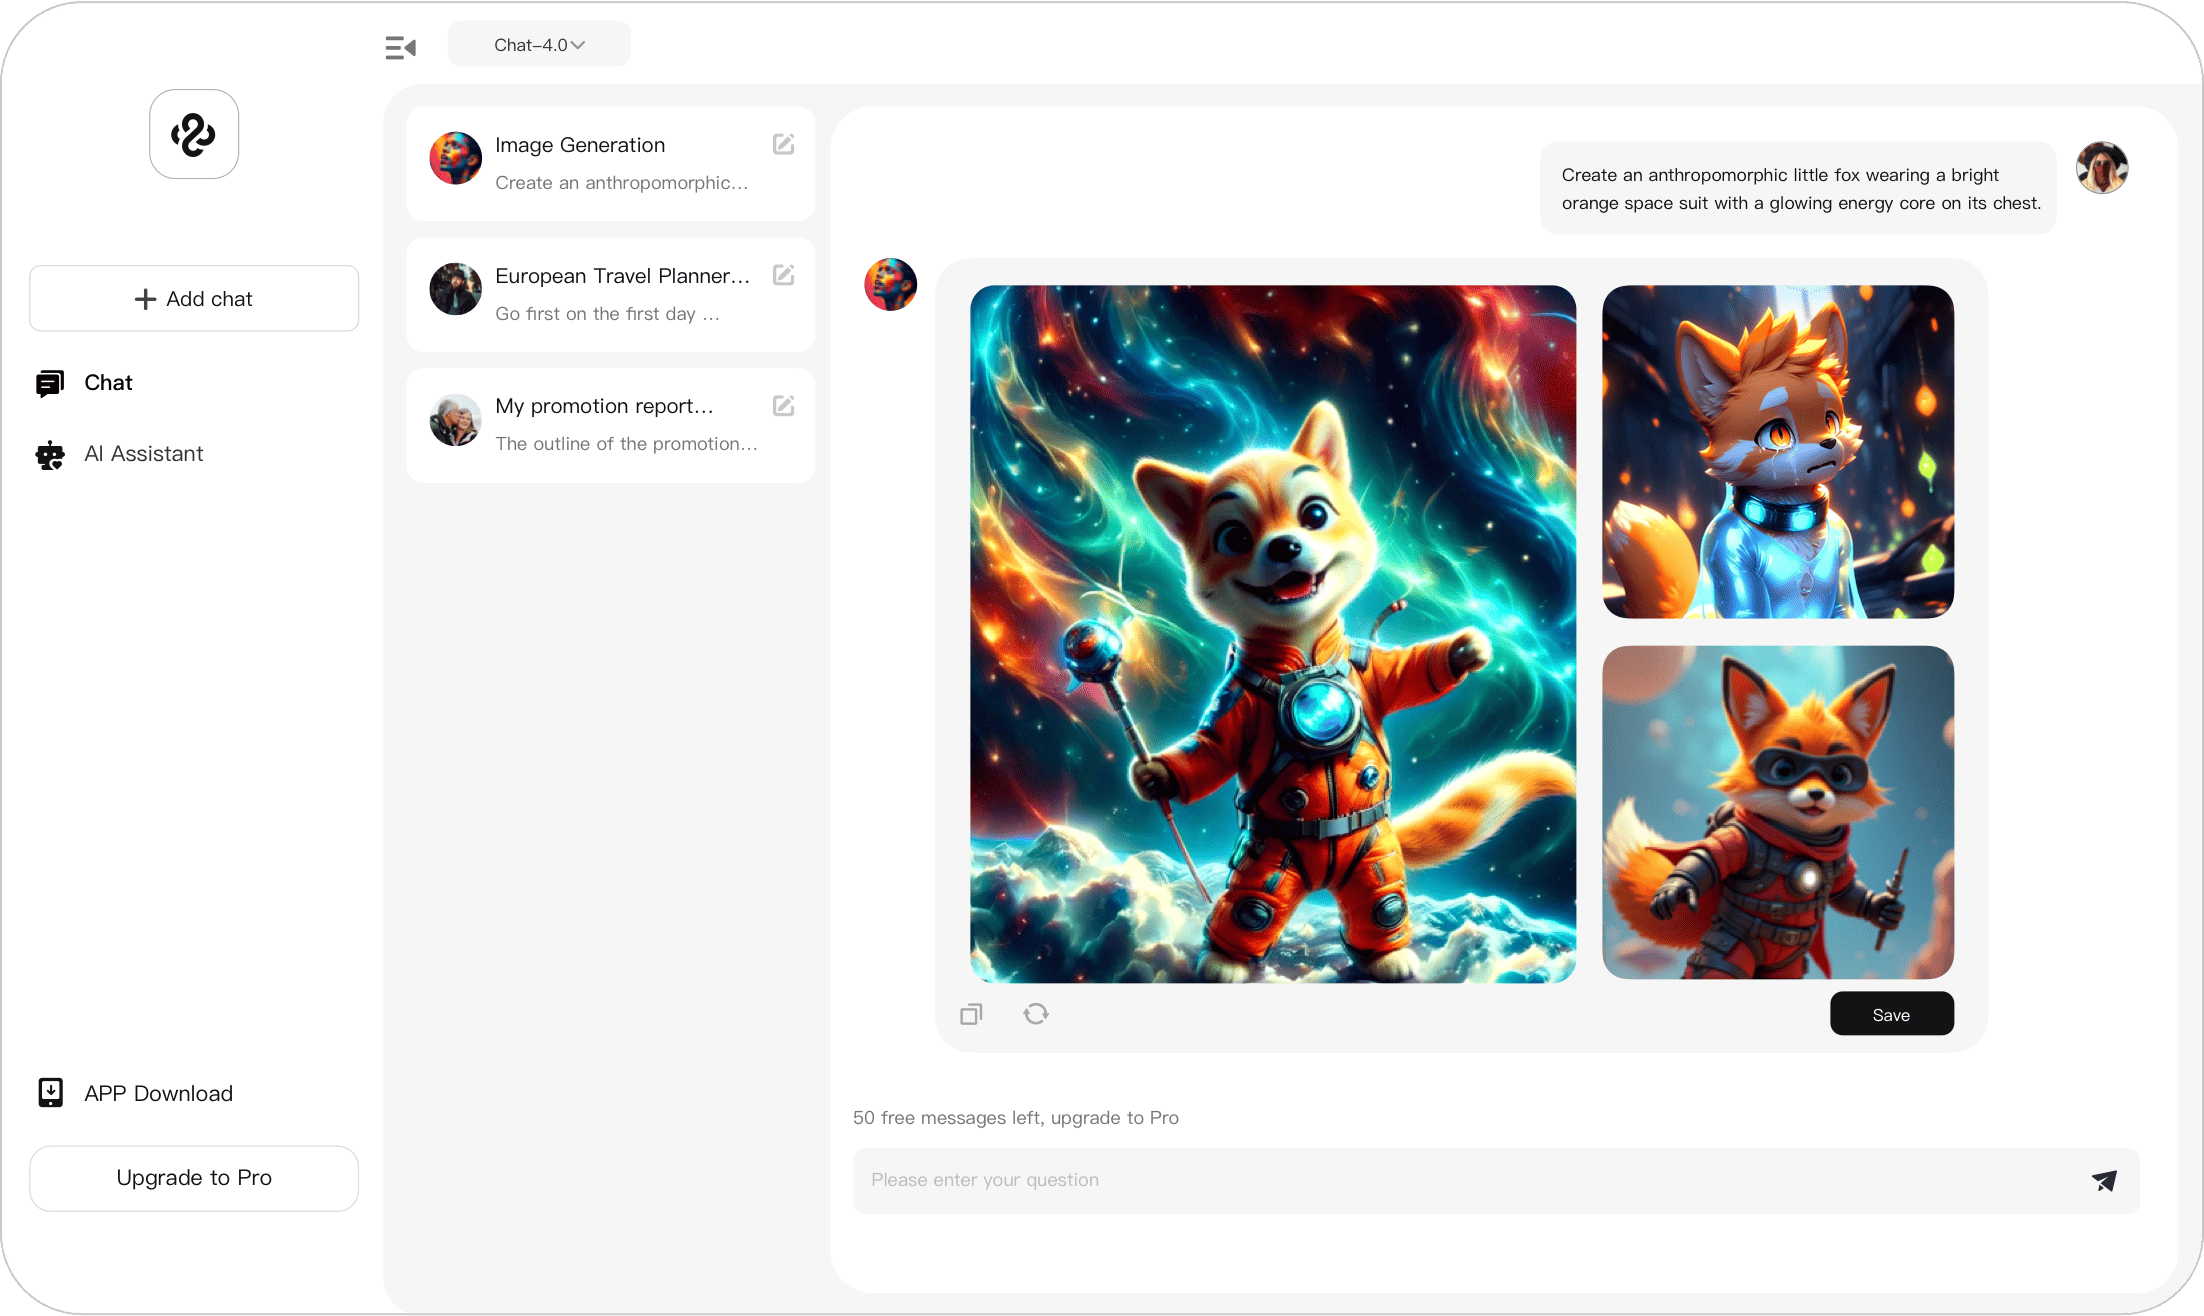 Chat-4.0
Add chat
Chat
AI Assistant
APP Download
Upgrade to Pro
Image Generation
Create an anthropomorphic...
European Travel Planner...
Go first on the first day ...
My promotion report...
The outline of the promotion...
Create an anthropomorphic little fox wearing a bright
orange space suit with a glowing energy core on its chest.
Save
50 free messages left, upgrade to Pro
Please enter your question